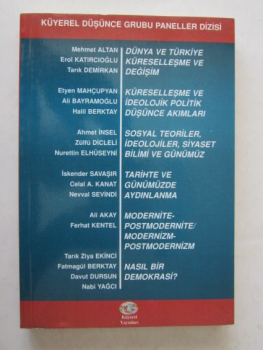 KÜYEREL DÜŞÜNCE GRUBU PANELLER DİZİSİ
Mehmet ALTAN DÜNYA VE TÜRKİYE
Erol KATIRCIOĞLU KÜRESELLEŞME VE
Tarık DEMİRKAN DEĞİŞİM
Etyen MAHÇUPYAN KÜRESELLEŞME VE
Ali BAYRAMOĞLU İDEOLOJİK POLİTİK
Halil BERKTAY DÜŞÜNCE AKIMLARI
Ahmet İNSEL SOSYAL TEORİLER,
Zülfü DİCLELİ İDEOLOJİLER, SİYASET
Nurettin ELHÜSEYNİ BİLİMİ VE GÜNÜMÜZ
İskender SAVAŞIR TARİHTE VE
Celal A. KANAT GÜNÜMÜZDE
Nevval SEVİNDİ AYDINLANMA
Ali AKAY MODERNİTE-
Ferhat KENTEL POSTMODERNİTE/
MODERNİZM-
POSTMODERNİZM
Tarık Ziya EKİNCİ
Fatmagül BERKTAY NASIL BİR
Davut DURSUN DEMOKRASİ?
Nabi YAĞCI
Küyerel
Yayınları